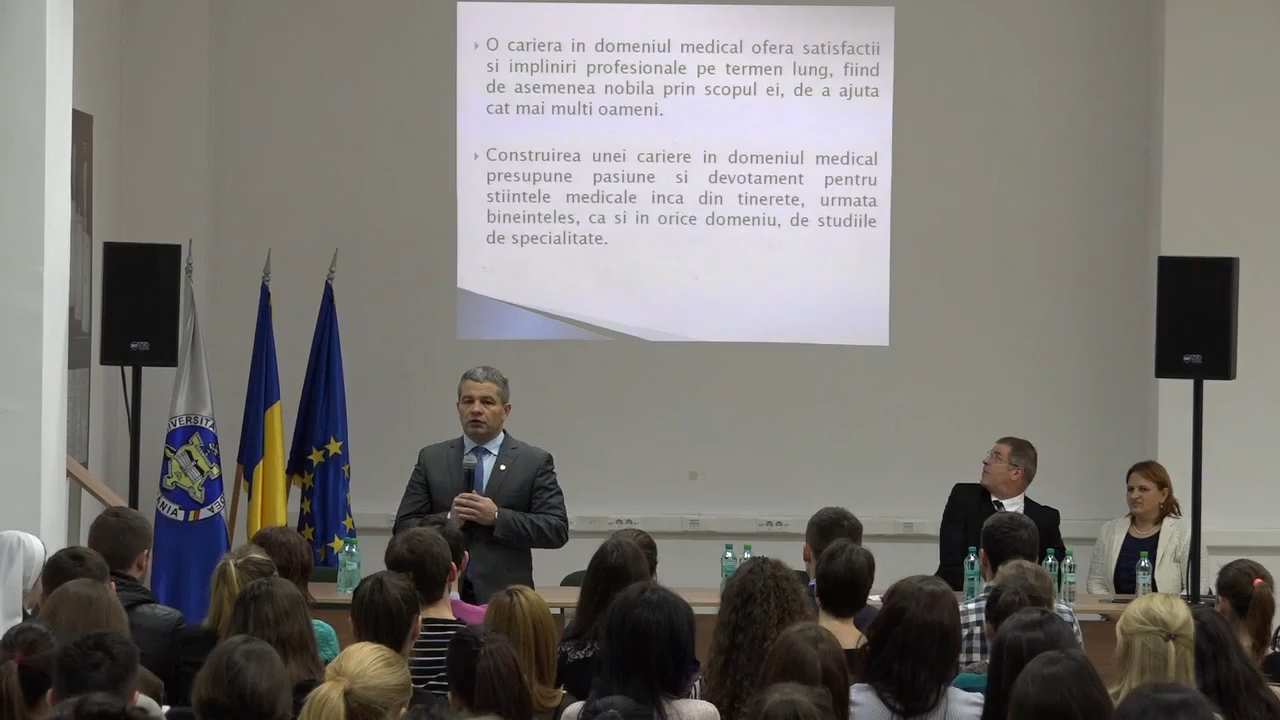 O cariera in domeniul medical ofera satisfactii
si impliniri profesionale pe termen lung, fiind
de asemenea nobila prin scopul ei, de a ajuta
cat mai multi oameni.
Construirea unei cariere in domeniul medical
presupune pasiune si devotament pentru
stiintele medicale inca din tinerete, urmata
bineinteles, ca si in orice domeniu, de studiile
de specialitate.